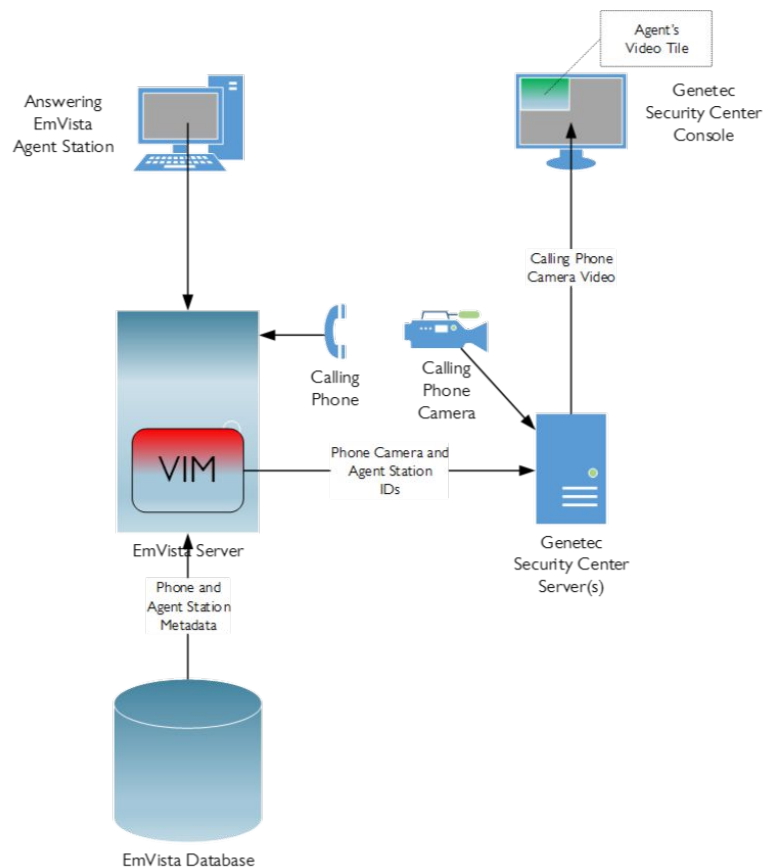 Agent's
Video Tile
Answering
EmVista
Agent Station
Genetec
Security Center
Console
Calling Phone
Camera Video
Calling
Phone
Calling
Phone
Camera
VIM
Phone Camera and
Agent Station
IDs
EmVista Server
Genetec
Security Center
Server(s)
Phone and
Agent Station
Metadata
EmVista Database